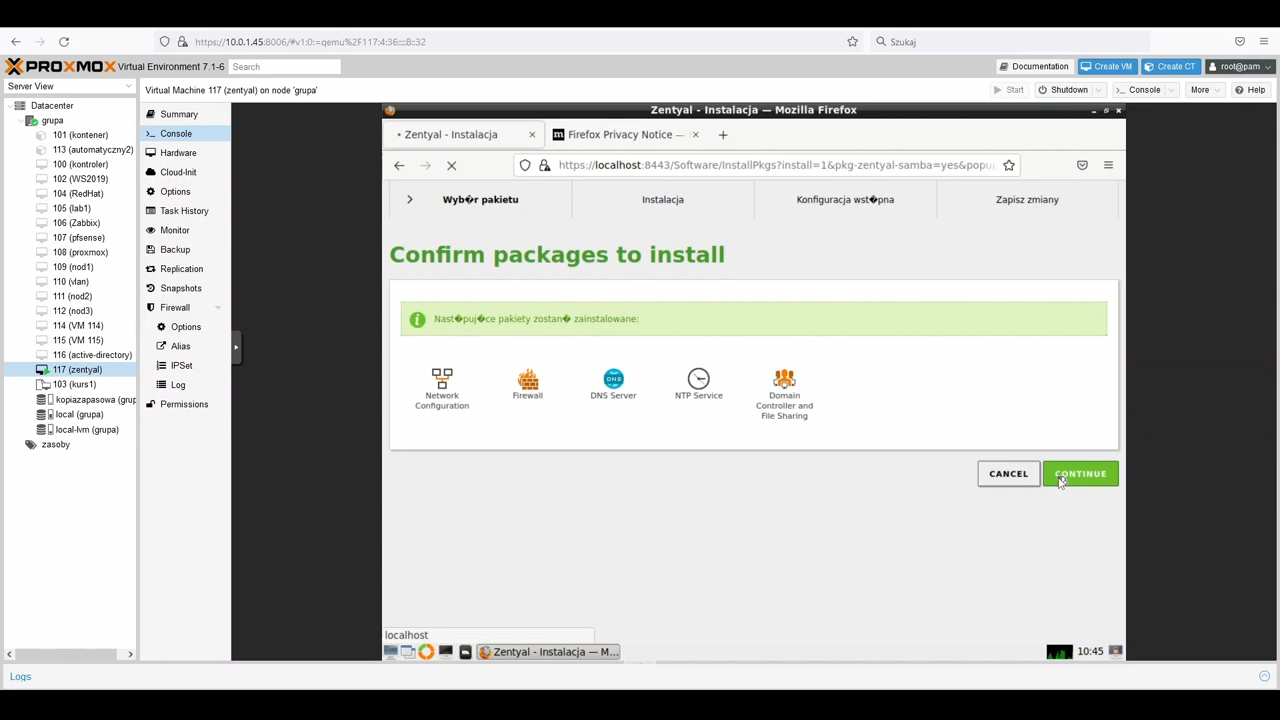 https://10.0.1.45:8006/#v1:0:=qemu%2F117:4:36::::8::32
Szukaj
PROXMOX Virtual Environment 7.1-6
Search
Documentation
Create VM
Create CT
root@pam
Server View
Virtual Machine 117 (zentyal) on node 'grupa'
Start
Shutdown
Console
More
Help
Datacenter
grupa
101 (kontener)
113 (automatyczny2)
100 (kontroler)
102 (WS2019)
104 (RedHat)
105 (lab1)
106 (Zabbix)
107 (pfsense)
108 (proxmox)
109 (nod1)
110 (vlan)
111 (nod2)
112 (nod3)
114 (VM 114)
115 (VM 115)
116 (active-directory)
117 (zentyal)
103 (kurs1)
kopiazapasowa (grup
local (grupa)
local-lvm (grupa)
zasoby
Summary
Console
Hardware
Cloud-Init
Options
Task History
Monitor
Backup
Replication
Snapshots
Firewall
Options
Alias
IPSet
Log
Permissions
Zentyal - Instalacja — Mozilla Firefox
Zentyal - Instalacja
Firefox Privacy Notice —
https://localhost:8443/Software/InstallPkgs?install=1&pkg-zentyal-samba=yes&popu
Wyb�r pakietu
Instalacja
Konfiguracja wst�pna
Zapisz zmiany
Confirm packages to install
Nast�puj�ce pakiety zostan� zainstalowane:
Network
Configuration
Firewall
DNS
DNS Server
NTP Service
Domain
Controller and
File Sharing
CANCEL
CONTINUE
localhost
Zentyal - Instalacja — M...
10:45
Logs